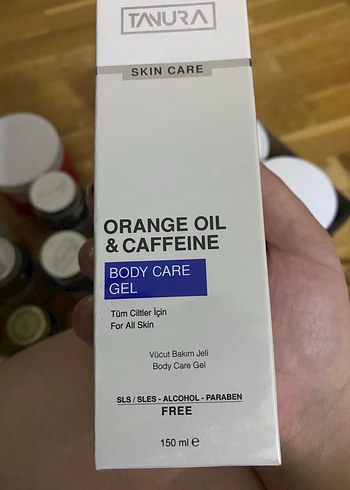 TANURA
SKIN CARE
ORANGE OIL
& CAFFEINE
BODY CARE
GEL
Tüm Ciltler İçin
For All Skin
Vücut Bakım Jeli
Body Care Gel
SLS / SLES - ALCOHOL - PARABEN
FREE
150 ml ℮